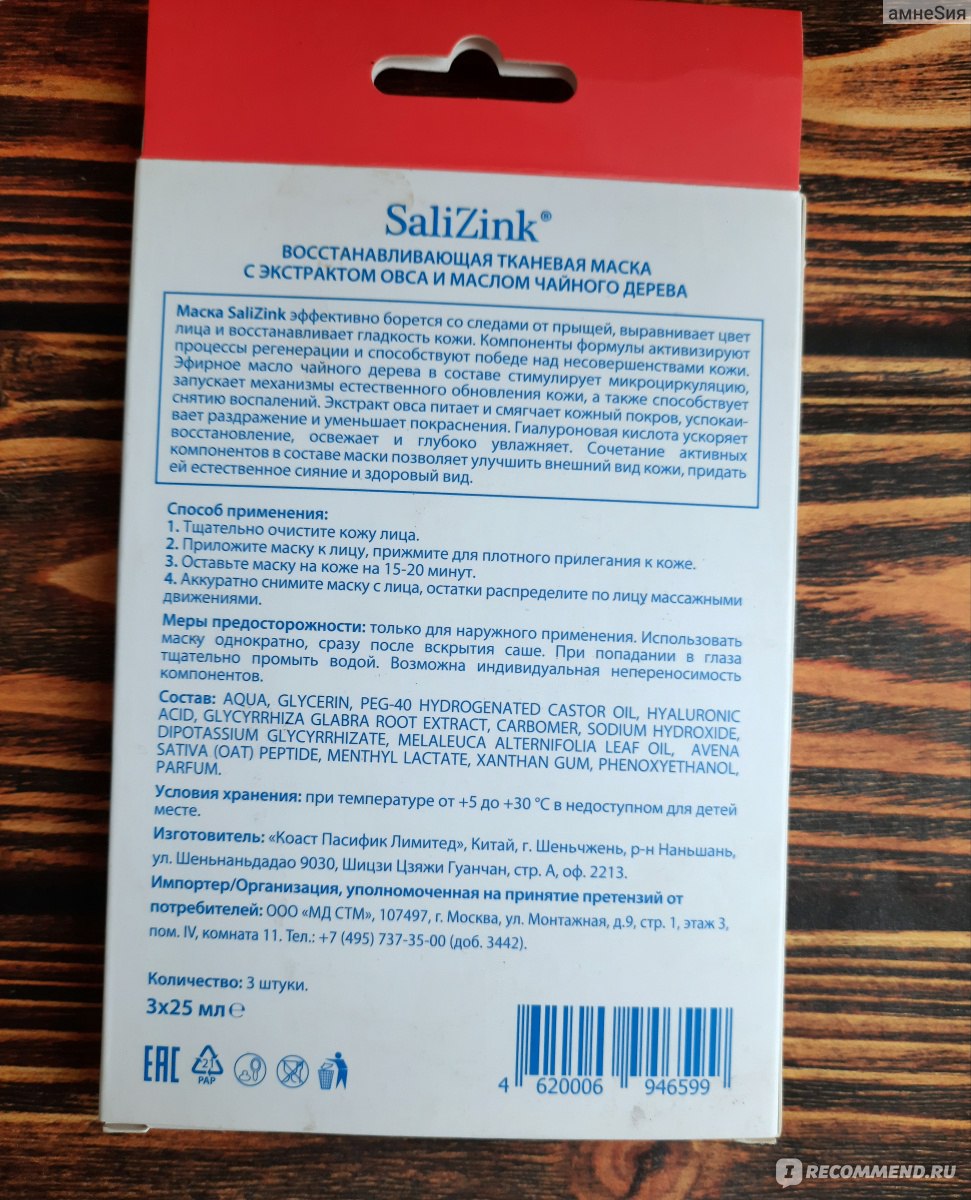 амнеSия
SaliZink®
ВОССТАНАВЛИВАЮЩАЯ ТКАНЕВАЯ МАСКА
С ЭКСТРАКТОМ ОВСА И МАСЛОМ ЧАЙНОГО ДЕРЕВА
Маска SaliZink эффективно борется со следами от прыщей, выравнивает цвет
лица и восстанавливает гладкость кожи. Компоненты формулы активизируют
процессы регенерации и способствуют победе над несовершенствами кожи.
Эфирное масло чайного дерева в составе стимулирует микроциркуляцию,
запускает механизмы естественного обновления кожи, а также способствует
снятию воспалений. Экстракт овса питает и смягчает кожный покров, успокаи-
вает раздражение и уменьшает покраснения. Гиалуроновая кислота ускоряет
восстановление, освежает и глубоко увлажняет. Сочетание активных
компонентов в составе маски позволяет улучшить внешний вид кожи, придать
ей естественное сияние и здоровый вид.
Способ применения:
1. Тщательно очистите кожу лица.
2. Приложите маску к лицу, прижмите для плотного прилегания к коже.
3. Оставьте маску на коже на 15-20 минут.
4. Аккуратно снимите маску с лица, остатки распределите по лицу массажными
движениями.
Меры предосторожности: только для наружного применения. Использовать
маску однократно, сразу после вскрытия саше. При попадании в глаза
тщательно промыть водой. Возможна индивидуальная непереносимость
компонентов.
Состав: AQUA, GLYCERIN, PEG-40 HYDROGENATED CASTOR OIL, HYALURONIC
ACID, GLYCYRRHIZA GLABRA ROOT EXTRACT, CARBOMER, SODIUM HYDROXIDE,
DIPOTASSIUM GLYCYRRHIZATE, MELALEUCA ALTERNIFOLIA LEAF OIL, AVENA
SATIVA (OAT) PEPTIDE, MENTHYL LACTATE, XANTHAN GUM, PHENOXYETHANOL,
PARFUM.
Условия хранения: при температуре от +5 до +30 °C в недоступном для детей
месте.
Изготовитель: «Коаст Пасифик Лимитед», Китай, г. Шеньчжень, р-н Наньшань,
ул. Шеньнаньдадао 9030, Шицзи Цзяжи Гуанчан, стр. А, оф. 2213.
Импортер/Организация, уполномоченная на принятие претензий от
потребителей: ООО «МД СТМ», 107497, г. Москва, ул. Монтажная, д.9, стр. 1, этаж 3,
пом. IV, комната 11. Тел.: +7 (495) 737-35-00 (доб. 3442).
Количество: 3 штуки.
3х25 мл ℮
EAC
21
PAP
4 620006 946599
I RECOMMEND.RU